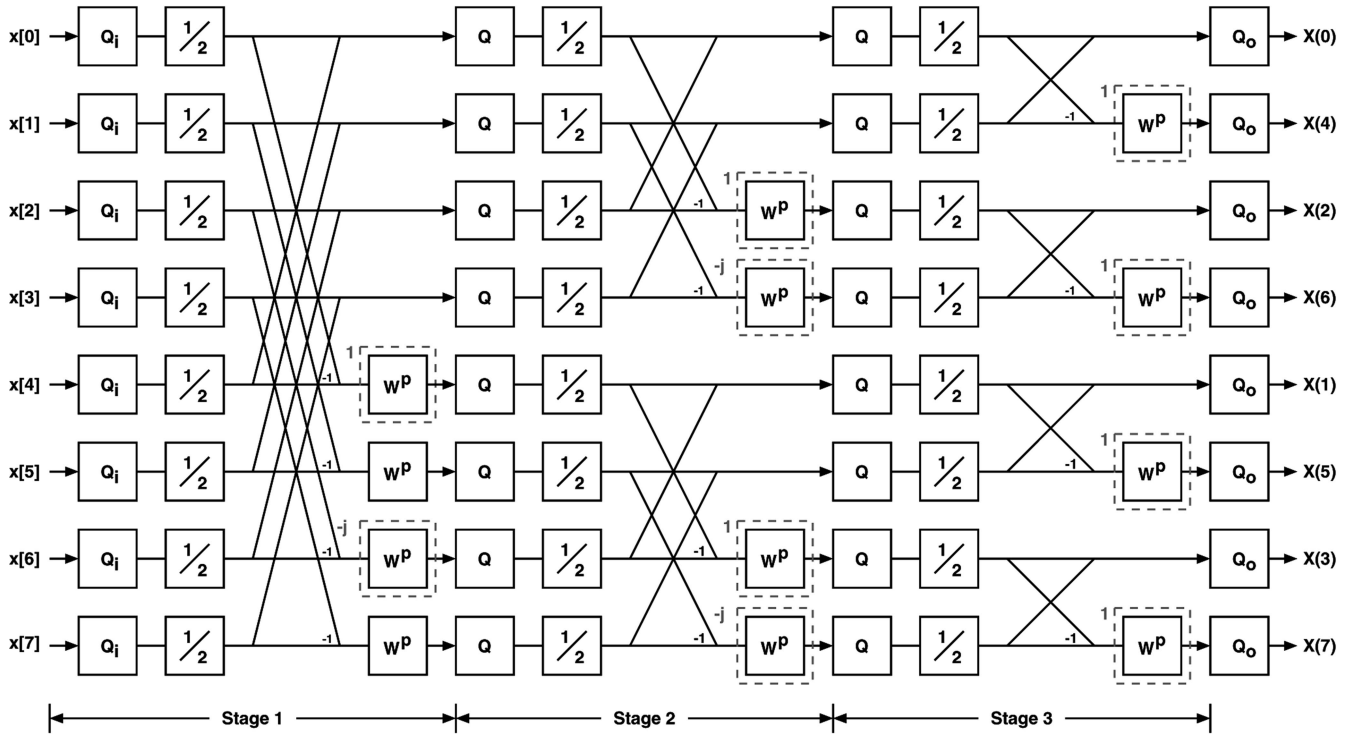 x[0] Qi 1/2 Q 1/2 Q 1/2 Qo X(0)
x[1] Qi 1/2 Q 1/2 Q 1/2 -1 1 Wp Qo X(4)
x[2] Qi 1/2 Q 1/2 -1 1 Wp Q 1/2 Qo X(2)
x[3] Qi 1/2 Q 1/2 -1 -j Wp Q 1/2 -1 1 Wp Qo X(6)
x[4] Qi 1/2 -1 1 Wp Q 1/2 Q 1/2 Qo X(1)
x[5] Qi 1/2 -1 Wp Q 1/2 Q 1/2 -1 1 Wp Qo X(5)
x[6] Qi 1/2 -1 -j Wp Q 1/2 -1 1 Wp Q 1/2 Qo X(3)
x[7] Qi 1/2 -1 Wp Q 1/2 -1 -j Wp Q 1/2 -1 1 Wp Qo X(7)
Stage 1 Stage 2 Stage 3